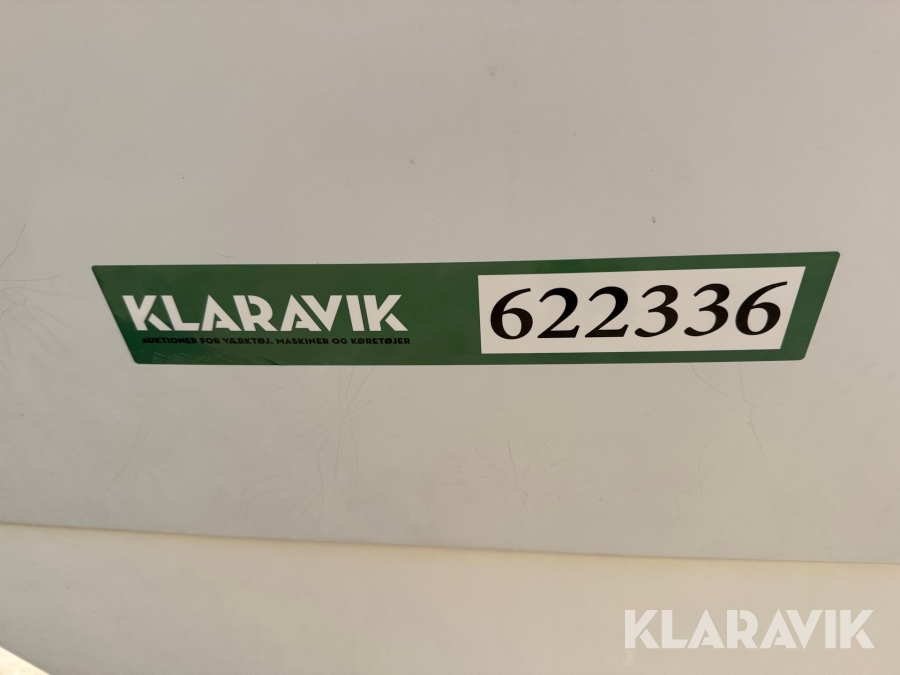 KLARAVIK
AUKTIONER FOR VÆRKTØJ, MASKINER OG KØRETØJER
622336
KLARAVIK